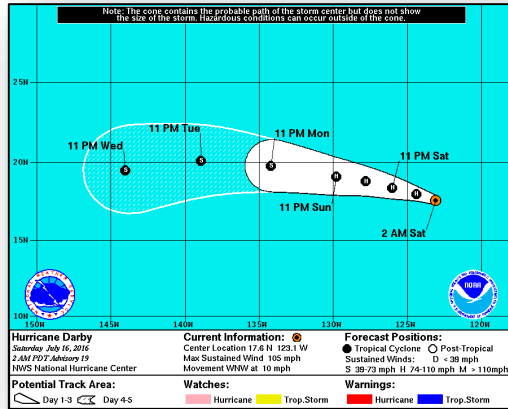 Note: The cone contains the probable path of the storm center but does not show
the size of the storm. Hazardous conditions can occur outside of the cone.
25N
11 PM Tue
11 PM Mon
11 PM Wed
S
S
S
20N
11 PM Sat
H
H
H
H
11 PM Sun
2 AM Sat
15N
NOAA
10N
150W
145W
140W
135W
130W
125W
120W
Hurricane Darby
Saturday July 16, 2016
2 AM PDT Advisory 19
NWS National Hurricane Center
Current Information:
Center Location 17.6 N 123.1 W
Max Sustained Wind 105 mph
Movement WNW at 10 mph
Forecast Positions:
Tropical Cyclone Post-Tropical
Sustained Winds: D < 39 mph
S 39-73 mph H 74-110 mph M > 110mph
Potential Track Area:
Day 1-3 Day 4-5
Watches:
Hurricane Trop.Storm
Warnings:
Hurricane Trop.Storm